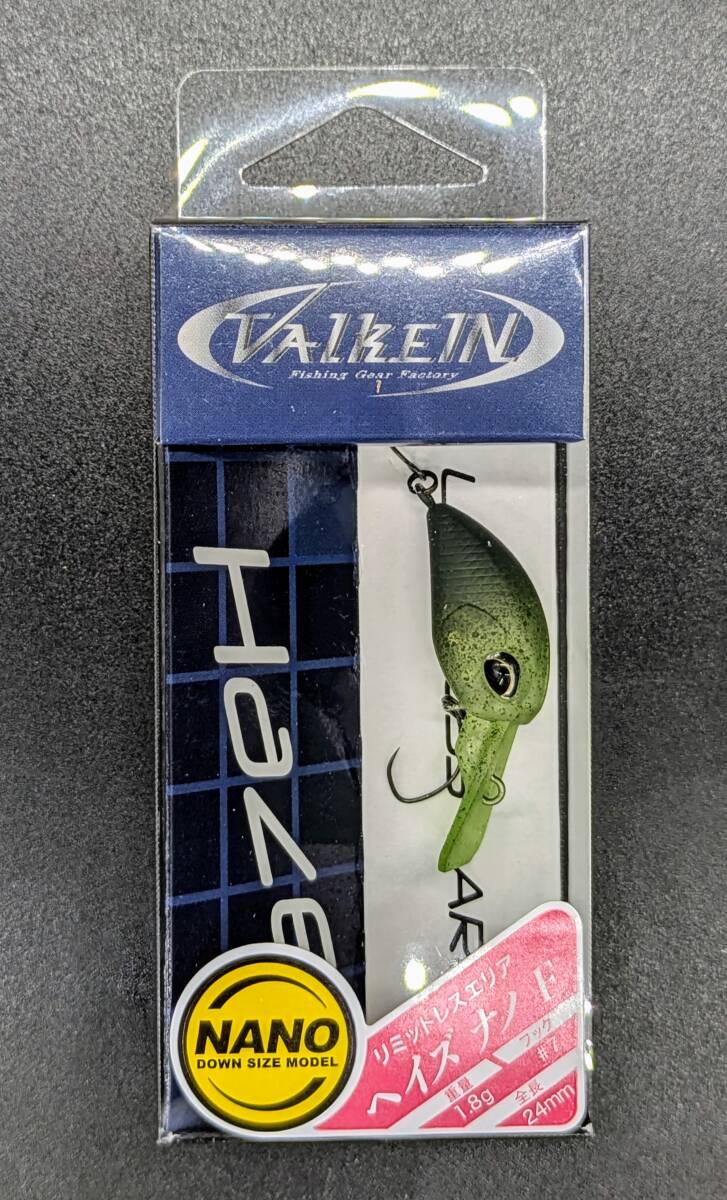 ValkeIN
Fishing Gear Factory
Haze
AR
NANO
DOWN SIZE MODEL
リミットレスエリア
ヘイズ ナノ F
重量
1.8g
フック
#7
全長
24mm